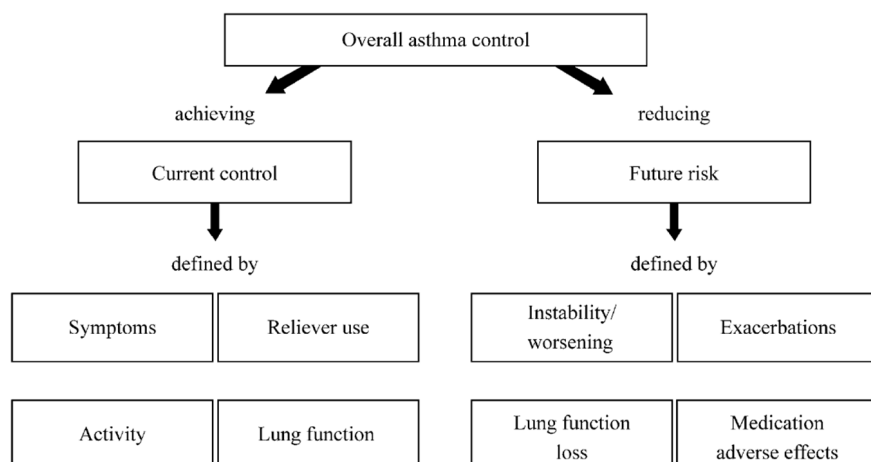 Overall asthma control
achieving
reducing
Current control
Future risk
defined by
defined by
Symptoms
Reliever use
Instability/
worsening
Exacerbations
Activity
Lung function
Lung function
loss
Medication
adverse effects